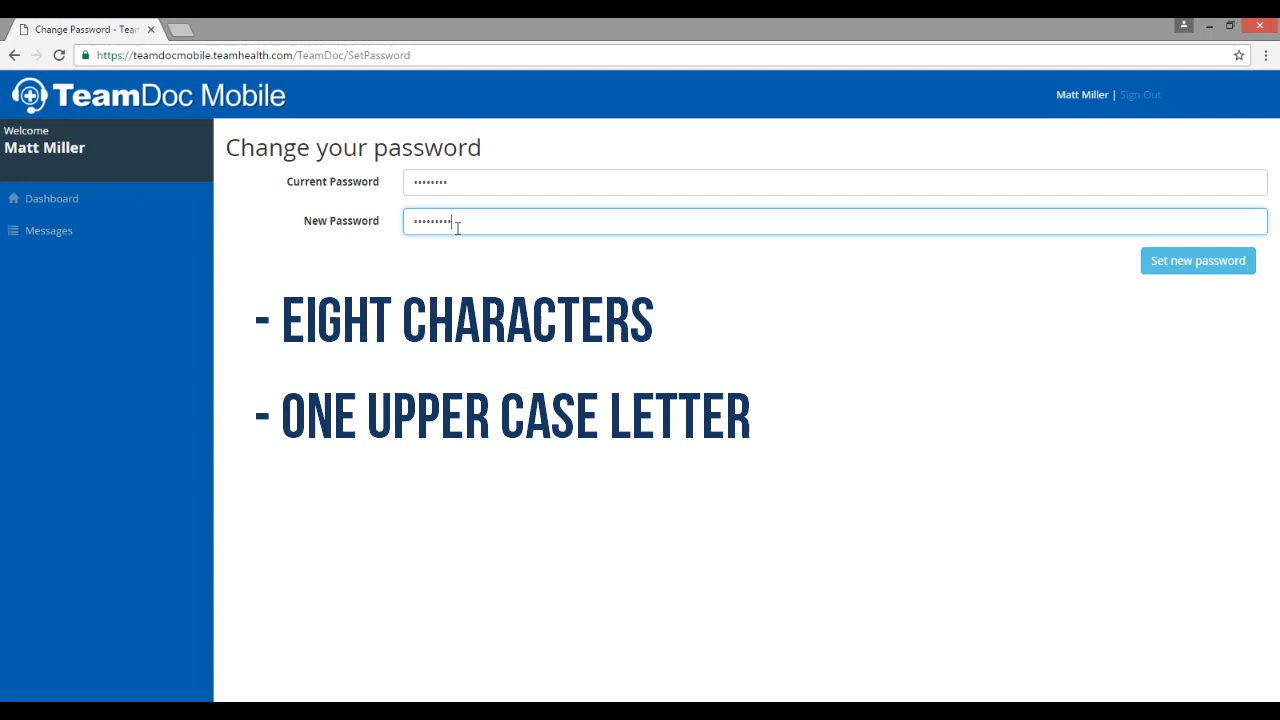 Change Password - Tear
https://teamdocmobile.teamhealth.com/TeamDoc/SetPassword
TeamDoc Mobile
Matt Miller | Sign Out
Welcome
Matt Miller
Dashboard
Messages
Change your password
Current Password ••••••••
New Password •••••••••
Set new password
- EIGHT CHARACTERS
- ONE UPPER CASE LETTER